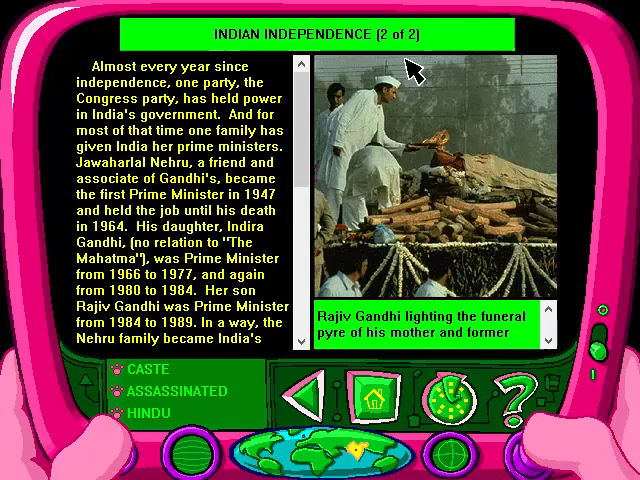 INDIAN INDEPENDENCE (2 of 2)
Almost every year since
independence, one party, the
Congress party, has held power
in India's government.  And for
most of that time one family has
given India her prime ministers.
Jawaharlal Nehru, a friend and
associate of Gandhi's, became
the first Prime Minister in 1947
and held the job until his death
in 1964.  His daughter, Indira
Gandhi, (no relation to "The
Mahatma"), was Prime Minister
from 1966 to 1977, and again
from 1980 to 1984.  Her son
Rajiv Gandhi was Prime Minister
from 1984 to 1989. In a way, the
Nehru family became India's
Rajiv Gandhi lighting the funeral
pyre of his mother and former
CASTE
ASSASSINATED
HINDU